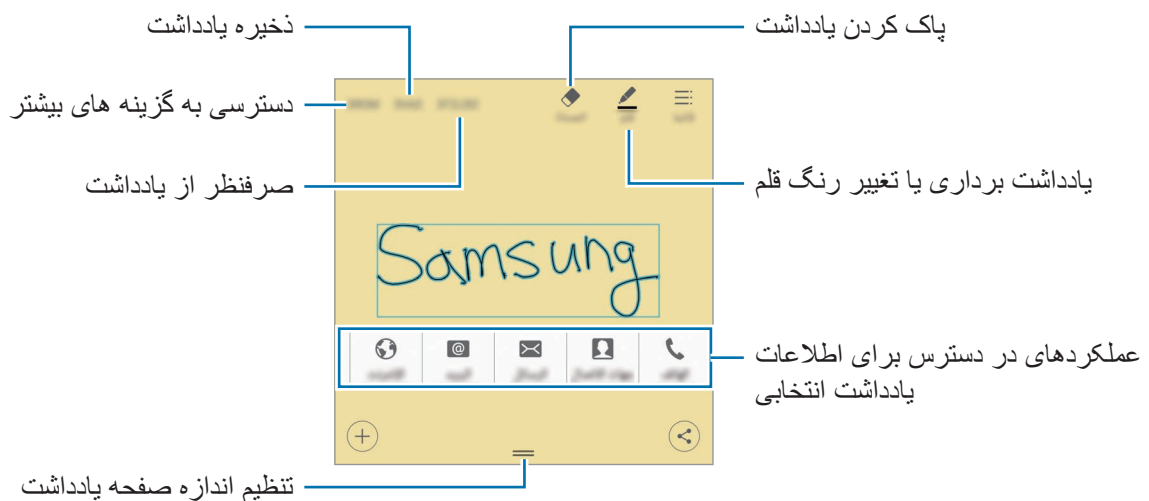 ذخیره یادداشت
پاک کردن یادداشت
دسترسی به گزینه های بیشتر
صرفنظر از یادداشت
یادداشت برداری یا تغییر رنگ قلم
Samsung
عملکردهای در دسترس برای اطلاعات
یادداشت انتخابی
تنظیم اندازه صفحه یادداشت